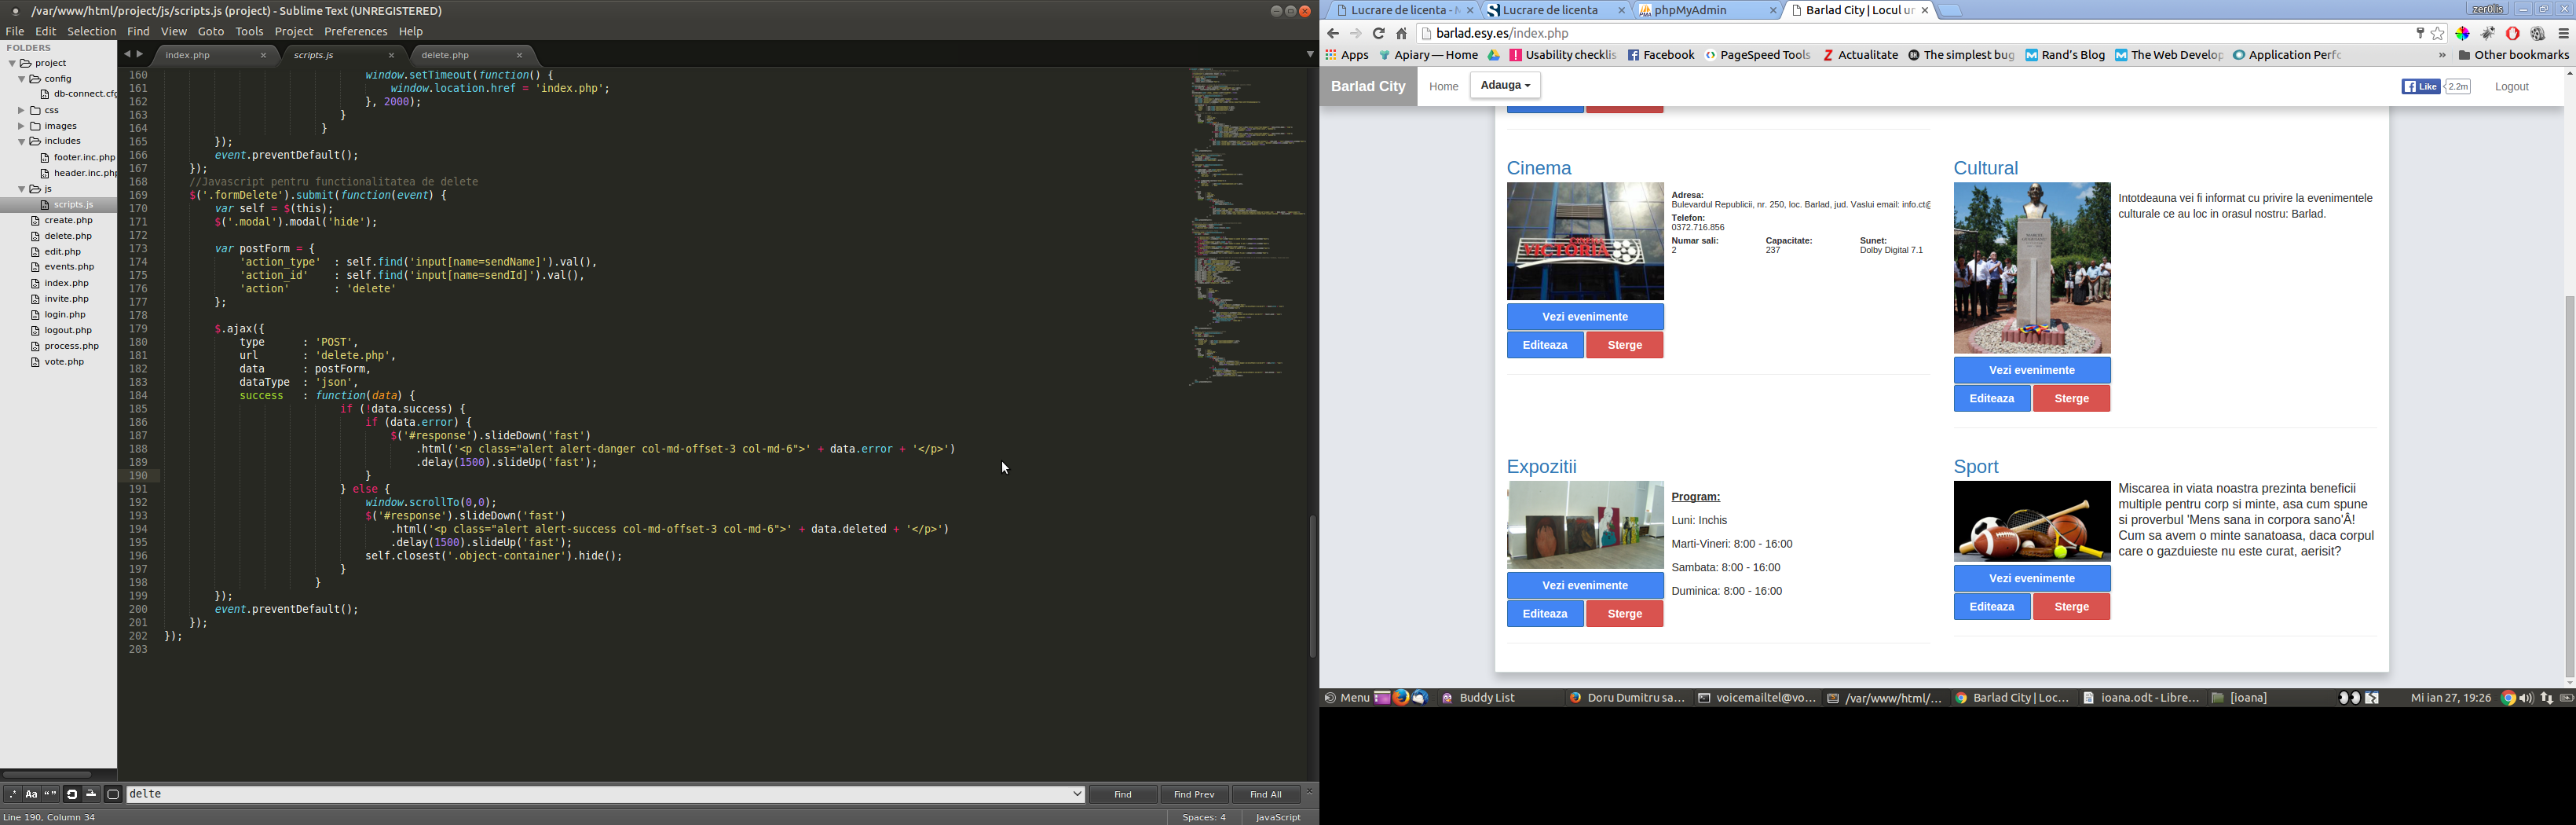 /var/www/html/project/js/scripts.js (project) - Sublime Text (UNREGISTERED)
File Edit Selection Find View Goto Tools Project Preferences Help
FOLDERS
project
config
db-connect.cfg
css
images
includes
footer.inc.php
header.inc.php
js
scripts.js
create.php
delete.php
edit.php
events.php
index.php
invite.php
login.php
logout.php
process.php
vote.php
index.php × scripts.js × delete.php ×
160 window.setTimeout(function() {
161 window.location.href = 'index.php';
162 }, 2000);
163 }
164 }
165 });
166 event.preventDefault();
167 });
168 //Javascript pentru functionalitatea de delete
169 $('.formDelete').submit(function(event) {
170 var self = $(this);
171 $('.modal').modal('hide');
172
173 var postForm = {
174 'action_type' : self.find('input[name=sendName]').val(),
175 'action_id' : self.find('input[name=sendId]').val(),
176 'action' : 'delete'
177 };
178
179 $.ajax({
180 type : 'POST',
181 url : 'delete.php',
182 data : postForm,
183 dataType : 'json',
184 success : function(data) {
185 if (!data.success) {
186 if (data.error) {
187 $('#response').slideDown('fast')
188 .html('<p class="alert alert-danger col-md-offset-3 col-md-6">' + data.error + '</p>')
189 .delay(1500).slideUp('fast');
190 }
191 } else {
192 window.scrollTo(0,0);
193 $('#response').slideDown('fast')
194 .html('<p class="alert alert-success col-md-offset-3 col-md-6">' + data.deleted + '</p>')
195 .delay(1500).slideUp('fast');
196 self.closest('.object-container').hide();
197 }
198 }
199 });
200 event.preventDefault();
201 });
202 });
203
.* Aa “” delte Find Find Prev Find All ×
Line 190, Column 34 Spaces: 4 JavaScript
Lucrare de licenta - × Lucrare de licenta × phpMyAdmin × Barlad City | Locul ur × zer0lis
barlad.esy.es/index.php
Apps Apiary — Home Usability checklis Facebook PageSpeed Tools Actualitate The simplest bug Rand's Blog The Web Develop Application Perfo » Other bookmarks
Barlad City Home Adauga Like 2.2m Logout
Cinema
Adresa:
Bulevardul Republicii, nr. 250, loc. Barlad, jud. Vaslui email: info.ct@
Telefon:
0372.716.856
Numar sali: Capacitate: Sunet:
2 237 Dolby Digital 7.1
VICTORIA
Vezi evenimente
Editeaza Sterge
Cultural
Intotdeauna vei fi informat cu privire la evenimentele
culturale ce au loc in orasul nostru: Barlad.
Vezi evenimente
Editeaza Sterge
Expozitii
Program:
Luni: Inchis
Marti-Vineri: 8:00 - 16:00
Sambata: 8:00 - 16:00
Duminica: 8:00 - 16:00
Vezi evenimente
Editeaza Sterge
Sport
Miscarea in viata noastra prezinta beneficii
multiple pentru corp si minte, asa cum spune
si proverbul 'Mens sana in corpora sano'Â!
Cum sa avem o minte sanatoasa, daca corpul
care o gazduieste nu este curat, aerisit?
Vezi evenimente
Editeaza Sterge
Menu Buddy List Doru Dumitru sa... voicemailtel@vo... /var/www/html/... Barlad City | Loc... ioana.odt - Libre... [ioana] Mi ian 27, 19:26